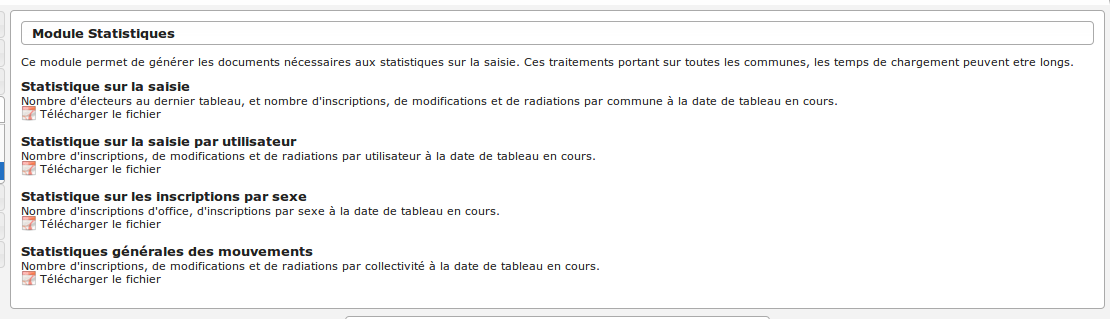 Module Statistiques
Ce module permet de générer les documents nécessaires aux statistiques sur la saisie. Ces traitements portant sur toutes les communes, les temps de chargement peuvent etre longs.
Statistique sur la saisie
Nombre d'électeurs au dernier tableau, et nombre d'inscriptions, de modifications et de radiations par commune à la date de tableau en cours.
Télécharger le fichier
Statistique sur la saisie par utilisateur
Nombre d'inscriptions, de modifications et de radiations par utilisateur à la date de tableau en cours.
Télécharger le fichier
Statistique sur les inscriptions par sexe
Nombre d'inscriptions d'office, d'inscriptions par sexe à la date de tableau en cours.
Télécharger le fichier
Statistiques générales des mouvements
Nombre d'inscriptions, de modifications et de radiations par collectivité à la date de tableau en cours.
Télécharger le fichier